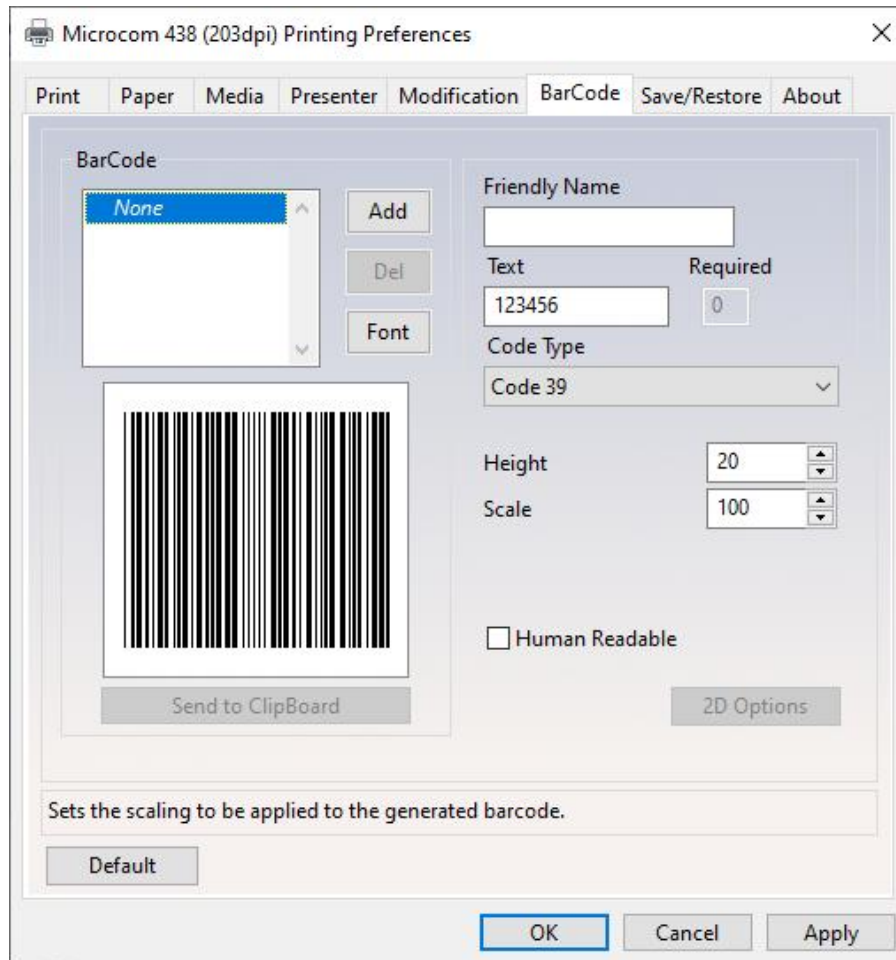 Microcom 438 (203dpi) Printing Preferences
Print Paper Media Presenter Modification BarCode Save/Restore About
BarCode
None
Add
Del
Font
Friendly Name
Text Required
123456 0
Code Type
Code 39
Height 20
Scale 100
Human Readable
Send to ClipBoard
2D Options
Sets the scaling to be applied to the generated barcode.
Default
OK Cancel Apply